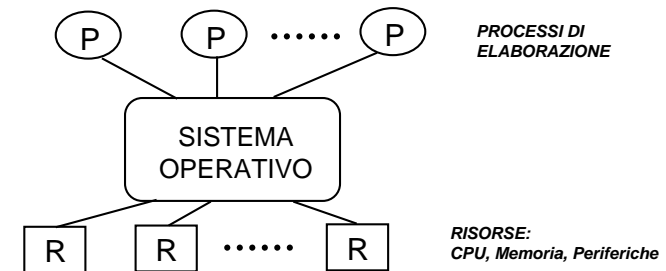 P P ...... P
PROCESSI DI
ELABORAZIONE
SISTEMA
OPERATIVO
R R ...... R
RISORSE:
CPU, Memoria, Periferiche